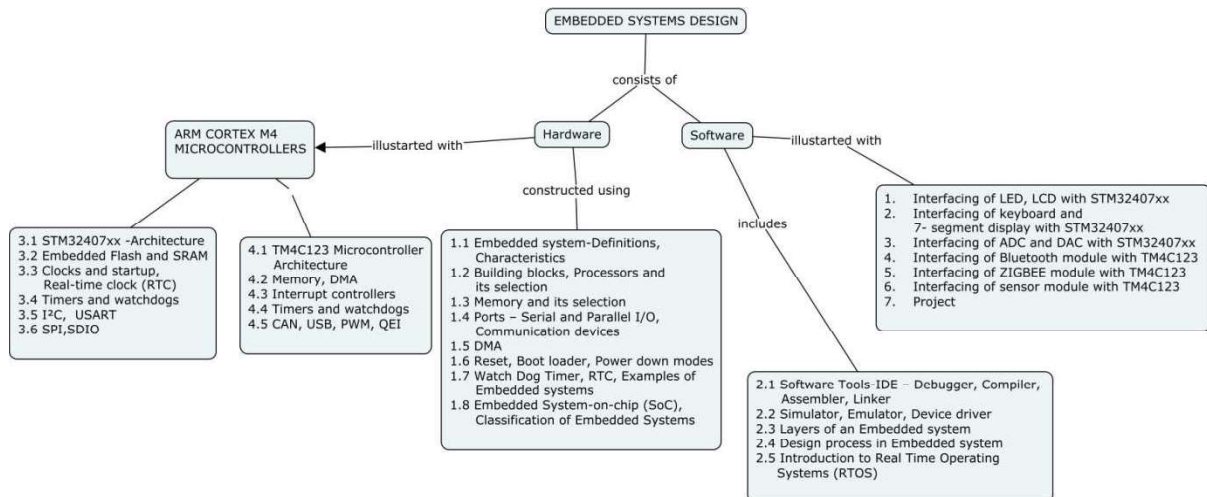 EMBEDDED SYSTEMS DESIGN
consists of
Hardware
Software
illustarted with
ARM CORTEX M4
MICROCONTROLLERS
illustarted with
constructed using
includes
3.1 STM32407xx -Architecture
3.2 Embedded Flash and SRAM
3.3 Clocks and startup,
Real-time clock (RTC)
3.4 Timers and watchdogs
3.5 I²C, USART
3.6 SPI,SDIO
4.1 TM4C123 Microcontroller
Architecture
4.2 Memory, DMA
4.3 Interrupt controllers
4.4 Timers and watchdogs
4.5 CAN, USB, PWM, QEI
1.1 Embedded system-Definitions,
Characteristics
1.2 Building blocks, Processors and
its selection
1.3 Memory and its selection
1.4 Ports – Serial and Parallel I/O,
Communication devices
1.5 DMA
1.6 Reset, Boot loader, Power down modes
1.7 Watch Dog Timer, RTC, Examples of
Embedded systems
1.8 Embedded System-on-chip (SoC),
Classification of Embedded Systems
1. Interfacing of LED, LCD with STM32407xx
2. Interfacing of keyboard and
7- segment display with STM32407xx
3. Interfacing of ADC and DAC with STM32407xx
4. Interfacing of Bluetooth module with TM4C123
5. Interfacing of ZIGBEE module with TM4C123
6. Interfacing of sensor module with TM4C123
7. Project
2.1 Software Tools-IDE – Debugger, Compiler,
Assembler, Linker
2.2 Simulator, Emulator, Device driver
2.3 Layers of an Embedded system
2.4 Design process in Embedded system
2.5 Introduction to Real Time Operating
Systems (RTOS)